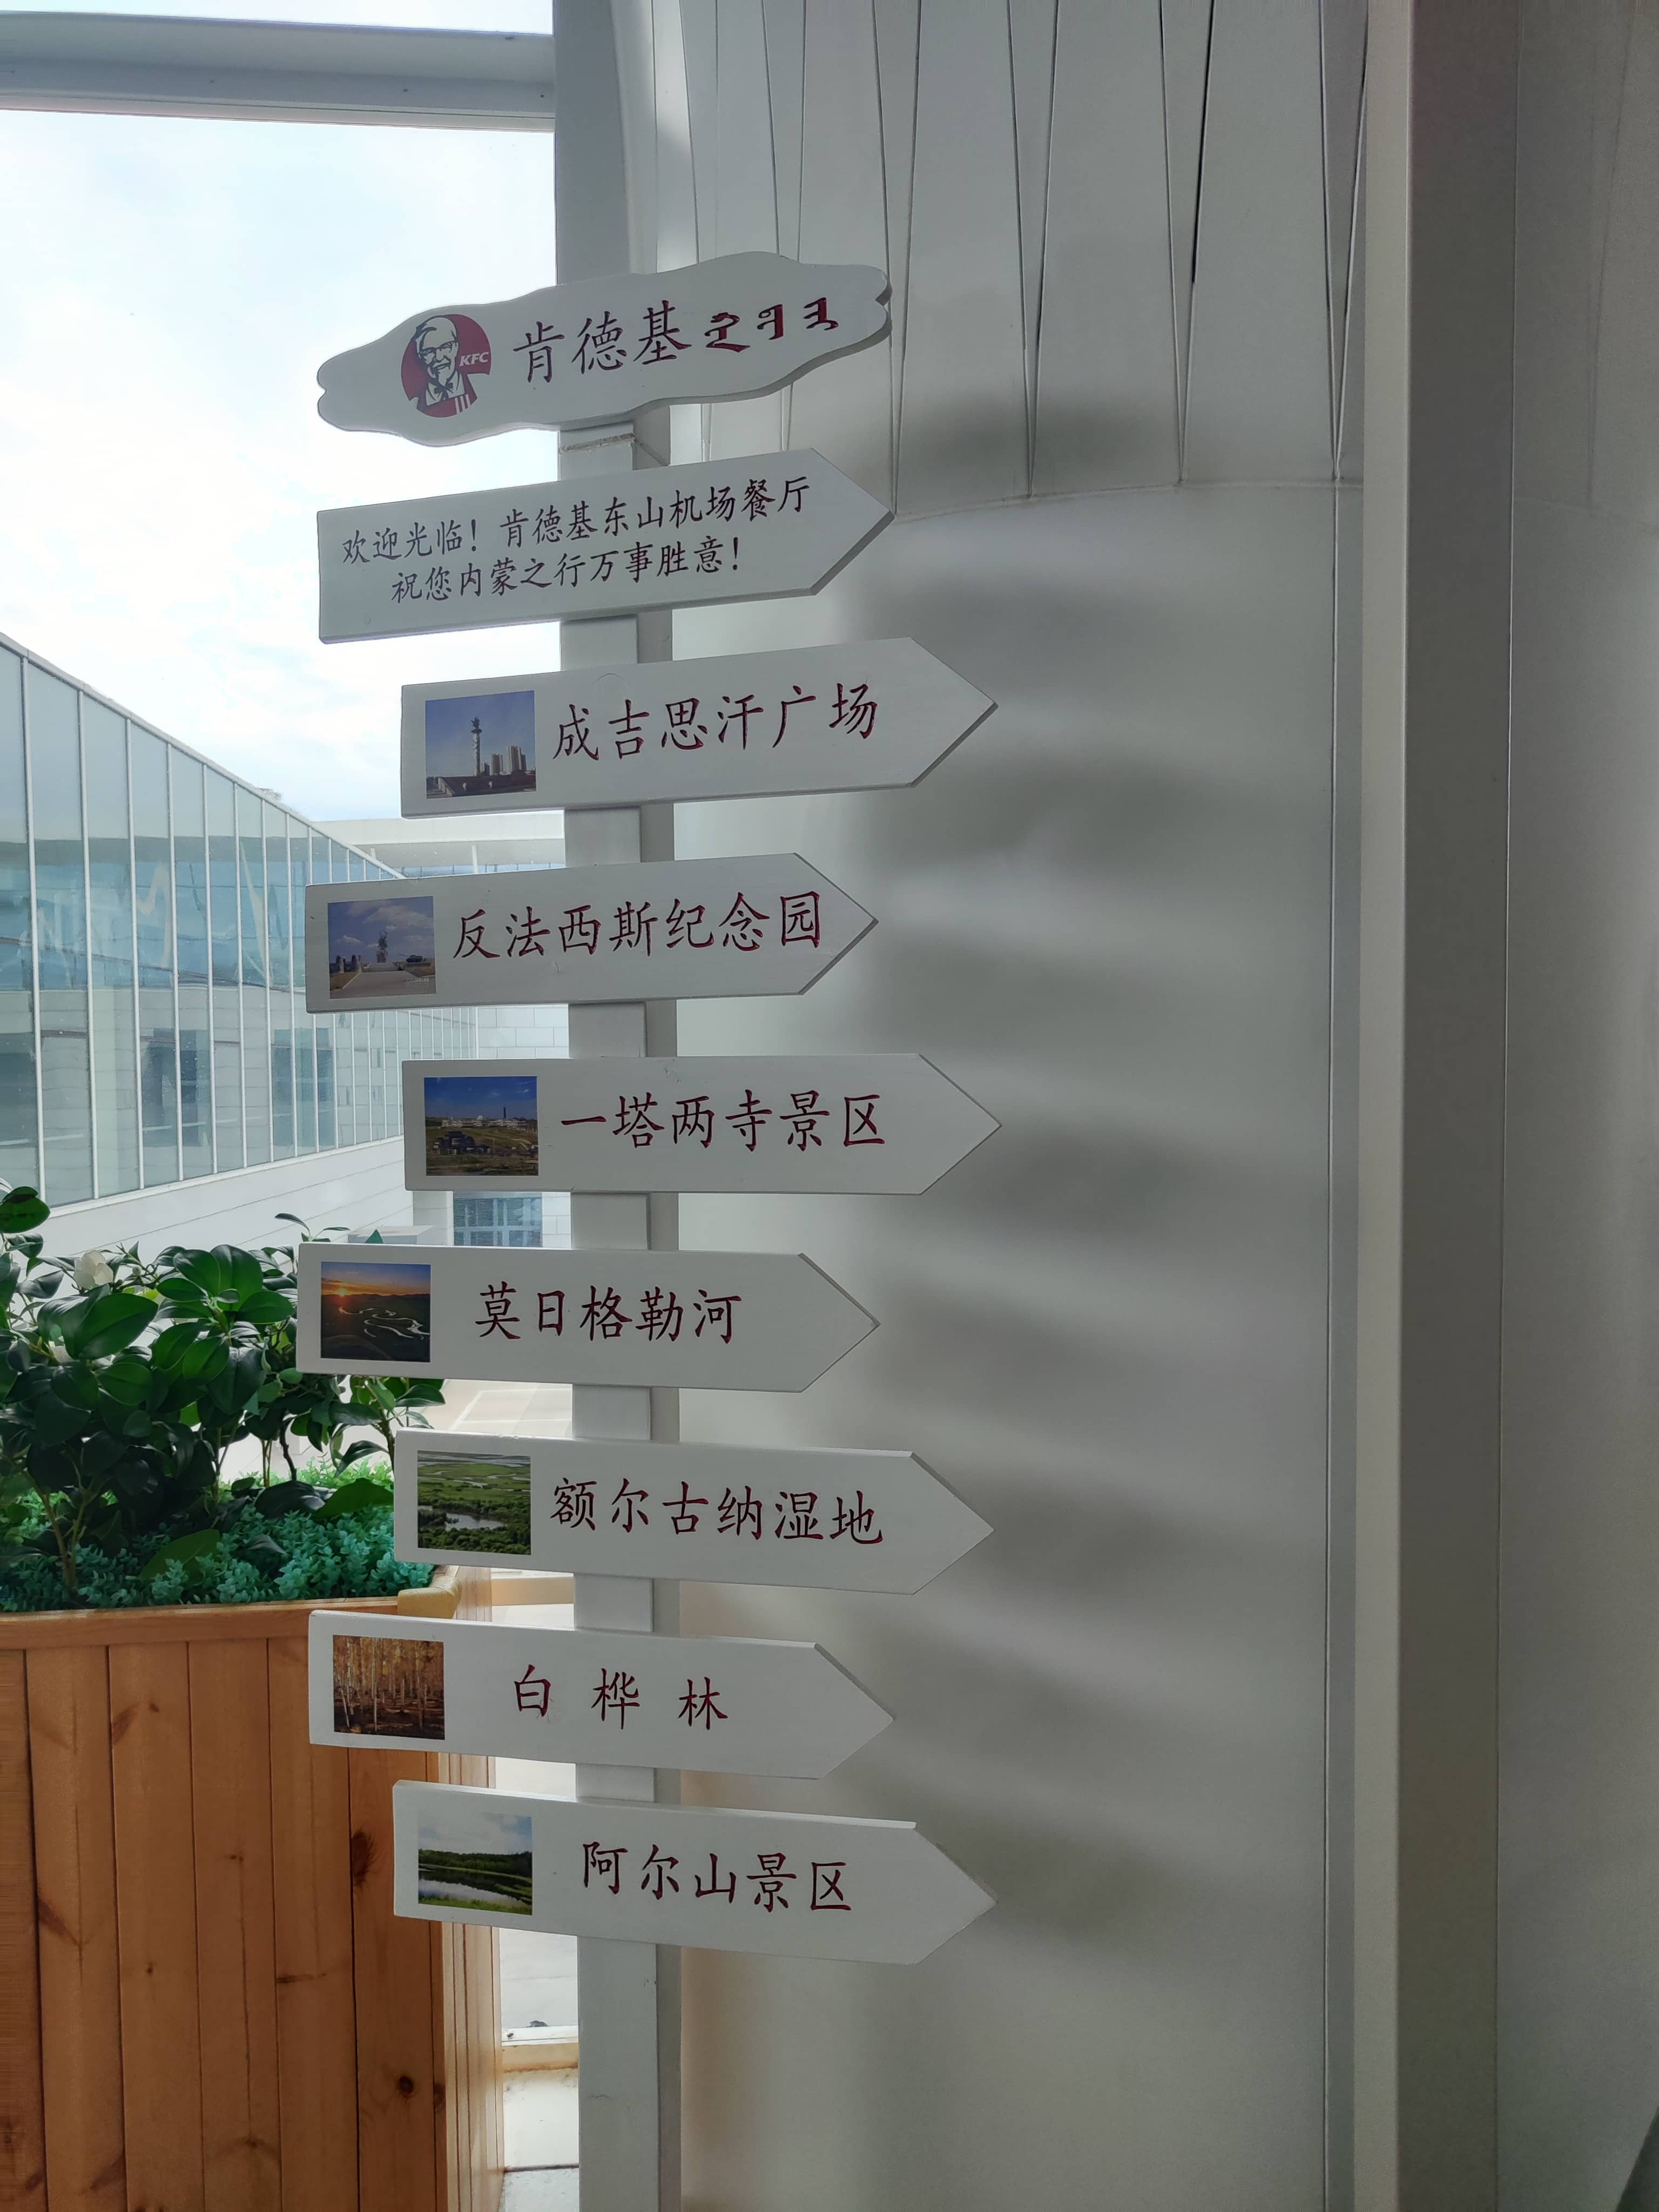 KFC
肯德基
欢迎光临！肯德基东山机场餐厅
祝您内蒙之行万事胜意！
成吉思汗广场
反法西斯纪念园
一塔两寺景区
莫日格勒河
额尔古纳湿地
白桦林
阿尔山景区